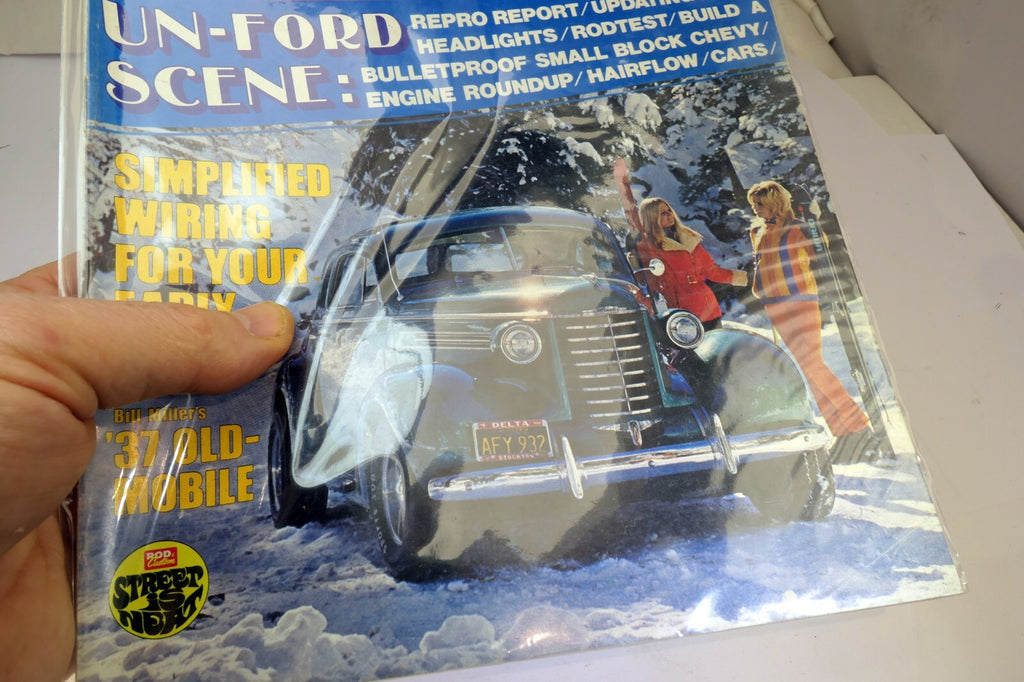 UN-FORD
SCENE:
REPRO REPORT/UPDATING
HEADLIGHTS/RODTEST/BUILD A
BULLETPROOF SMALL BLOCK CHEVY/
ENGINE ROUNDUP/HAIRFLOW/CARS/
SIMPLIFIED
WIRING
FOR YOUR
EARLY
Bill Miller's
'37 OLD-
MOBILE
DELTA
AFY 932
STOCKTON
ROD
Custom
STREET
IS
NEAT